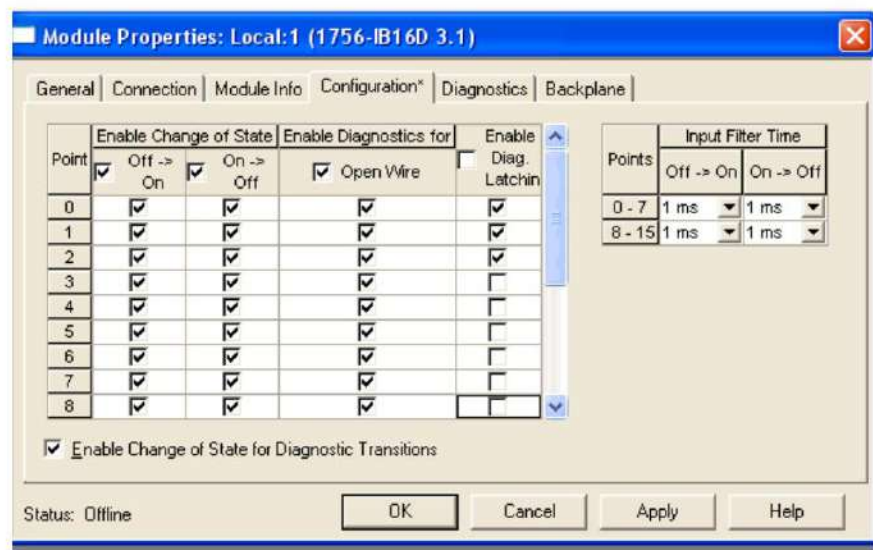 Module Properties: Local:1 (1756-IB16D 3.1)
General Connection Module Info Configuration* Diagnostics Backplane
Point Enable Change of State Enable Diagnostics for Enable Diag. Latchin
Off -> On On -> Off Open Wire
0
1
2
3
4
5
6
7
8
Points Input Filter Time
Off -> On On -> Off
0 - 7 1 ms 1 ms
8 - 15 1 ms 1 ms
Enable Change of State for Diagnostic Transitions
Status: Offline OK Cancel Apply Help